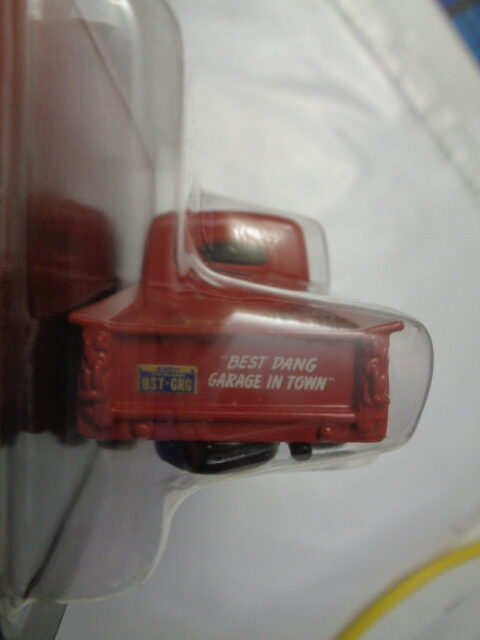 "BEST DANG
GARAGE IN TOWN"
BST-GRG